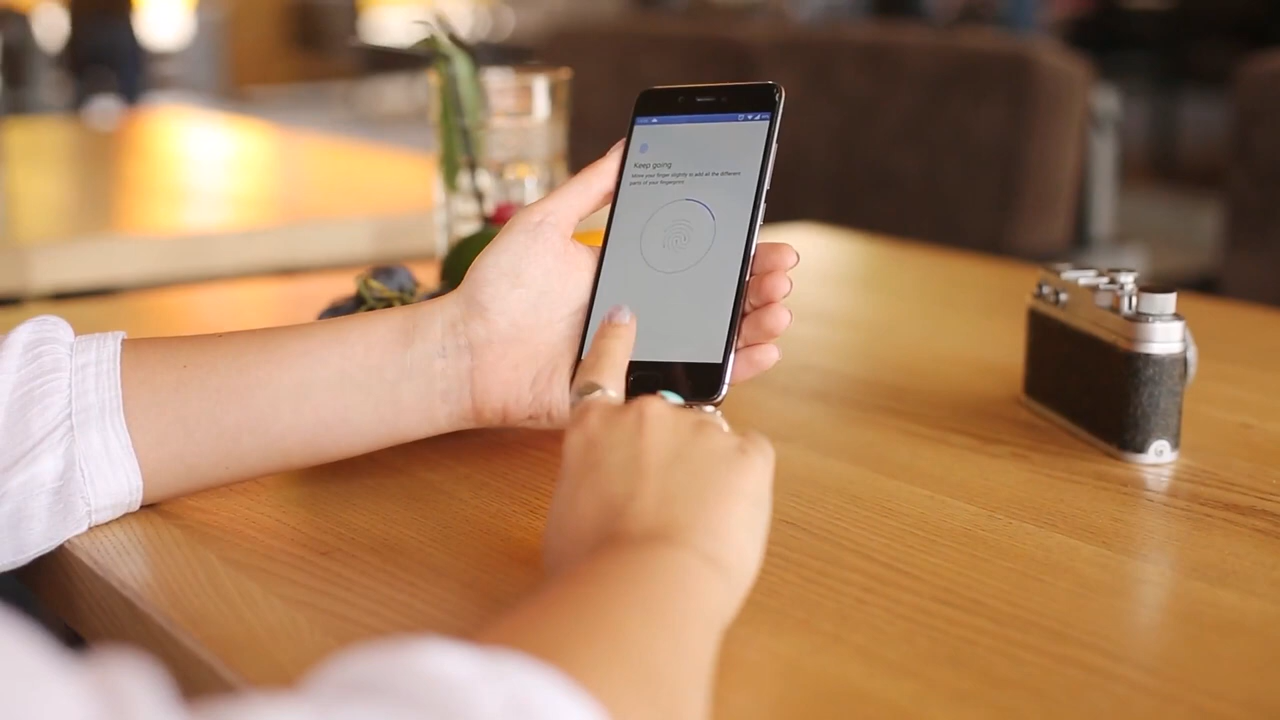 Keep going
Move your finger slightly to add all the different
parts of your fingerprint